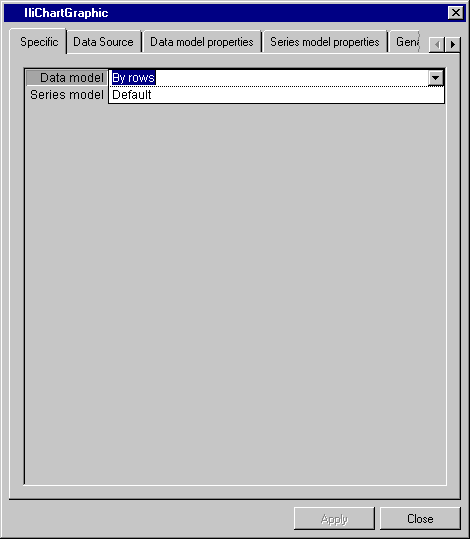 IliChartGraphic
Specific Data Source Data model properties Series model properties Gen
Data model By rows
Series model Default
Apply Close